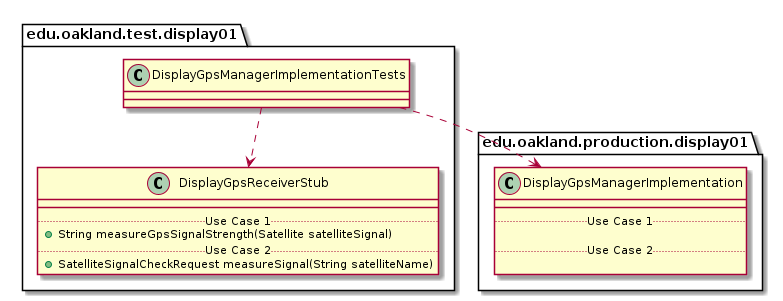 edu.oakland.test.display01
C DisplayGpsManagerImplementationTests
C DisplayGpsReceiverStub
Use Case 1
String measureGpsSignalStrength(Satellite satelliteSignal)
Use Case 2
SatelliteSignalCheckRequest measureSignal(String satelliteName)
edu.oakland.production.display01
C DisplayGpsManagerImplementation
Use Case 1
Use Case 2